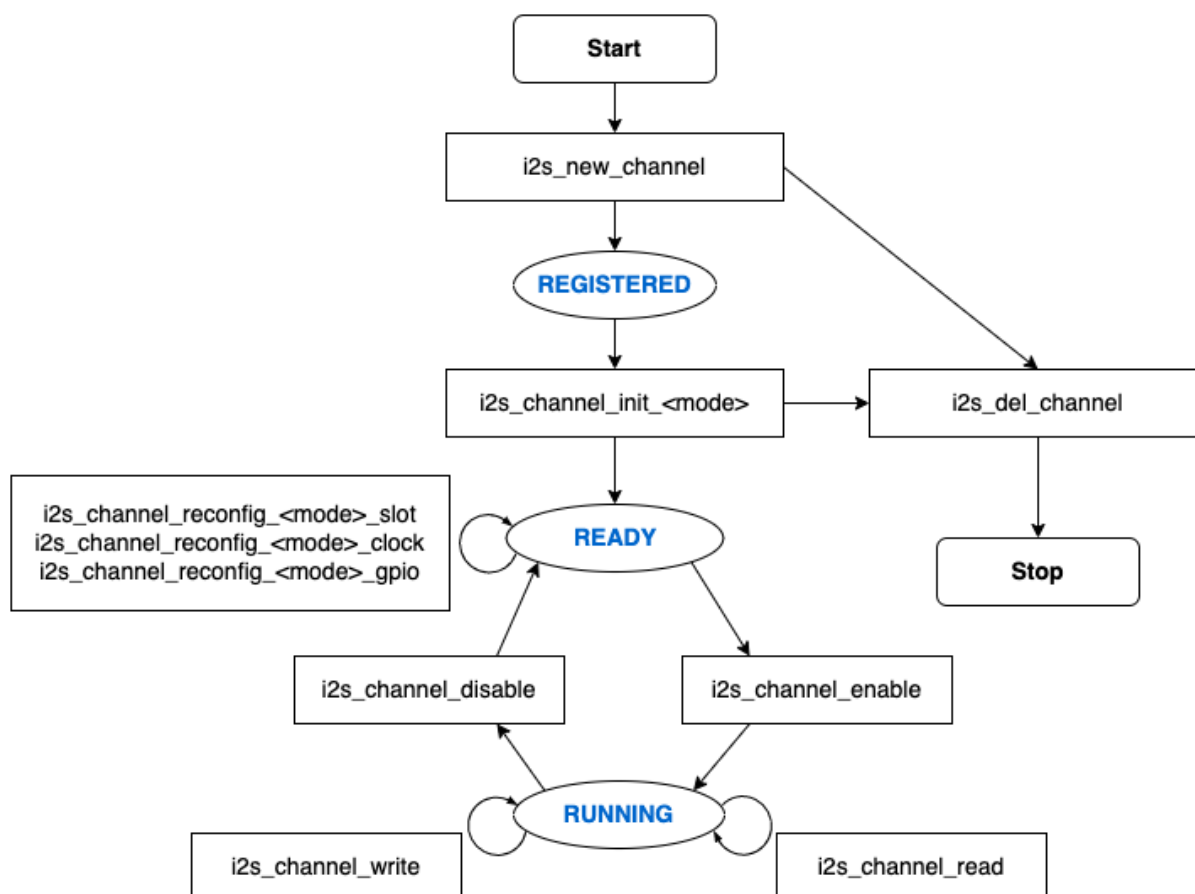 Start
i2s_new_channel
REGISTERED
i2s_channel_init_<mode>
i2s_del_channel
i2s_channel_reconfig_<mode>_slot
i2s_channel_reconfig_<mode>_clock
i2s_channel_reconfig_<mode>_gpio
READY
Stop
i2s_channel_disable
i2s_channel_enable
RUNNING
i2s_channel_write
i2s_channel_read